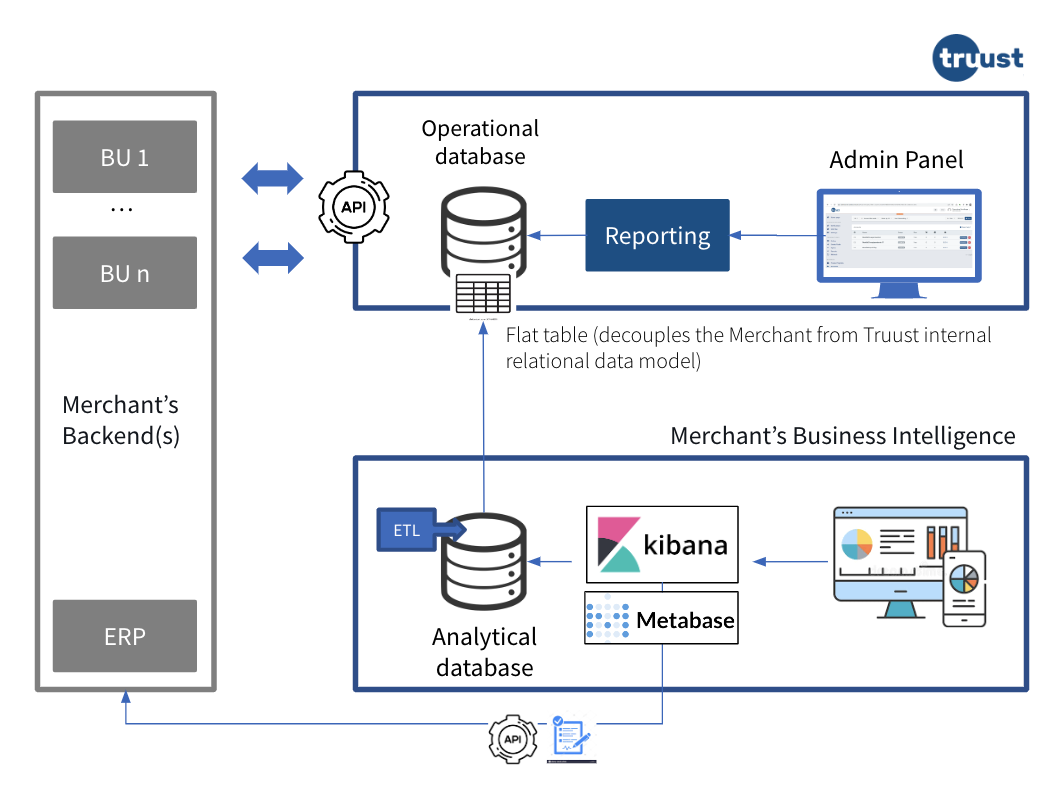 truust
Operational
database
Admin Panel
BU 1
...
BU n
API
Reporting
Flat table (decouples the Merchant from Truust internal
relational data model)
Merchant's
Backend(s)
Merchant's Business Intelligence
ETL
kibana
Metabase
Analytical
database
ERP
API